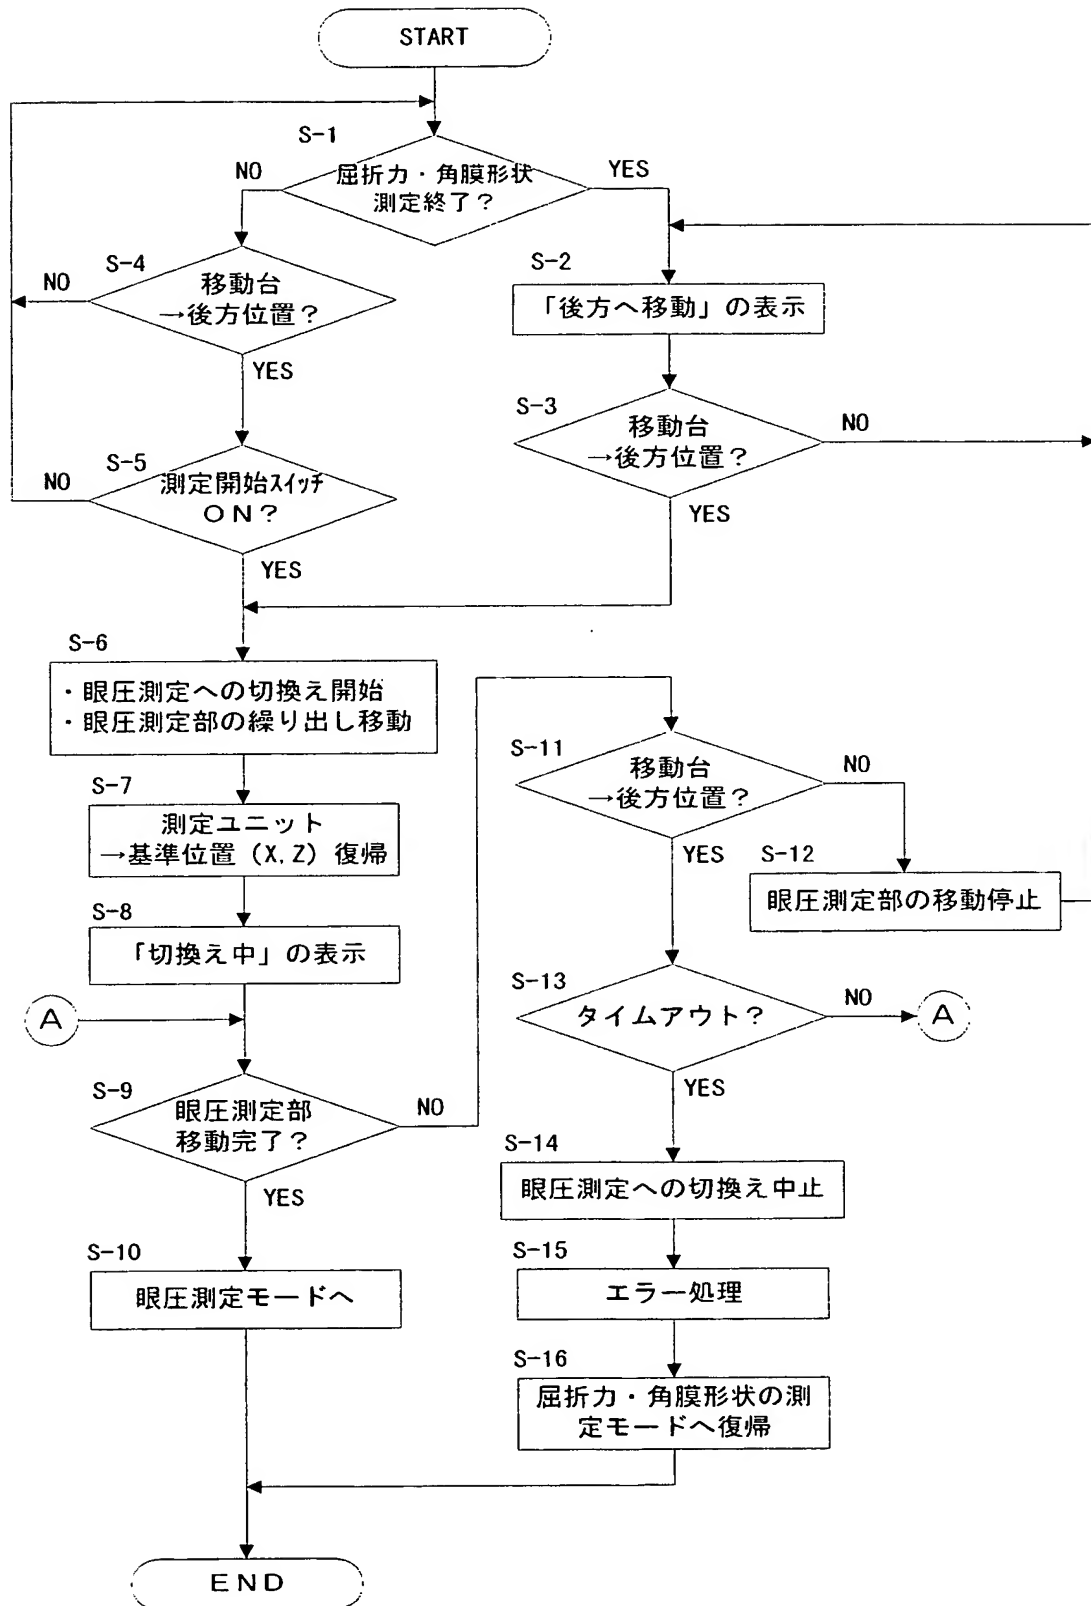 START
S-1
屈折力・角膜形状
測定終了?
NO
YES
S-4
移動台
→後方位置?
NO
YES
S-2
「後方へ移動」の表示
S-3
移動台
→後方位置?
NO
YES
S-5
測定開始スイッチ
ON?
NO
YES
S-6
・眼圧測定への切換え開始
・眼圧測定部の繰り出し移動
S-7
測定ユニット
→基準位置(X,Z)復帰
S-8
「切換え中」の表示
A
S-9
眼圧測定部
移動完了?
NO
YES
S-10
眼圧測定モードへ
S-11
移動台
→後方位置?
NO
YES
S-12
眼圧測定部の移動停止
S-13
タイムアウト?
NO
A
YES
S-14
眼圧測定への切換え中止
S-15
エラー処理
S-16
屈折力・角膜形状の測
定モードへ復帰
END